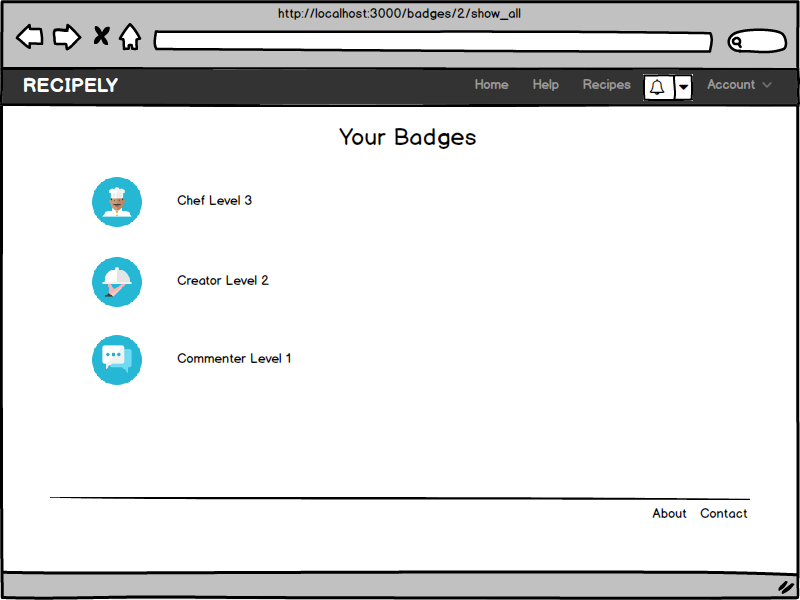 http://localhost:3000/badges/2/show_all
RECIPELY Home Help Recipes Account
Your Badges
Chef Level 3
Creator Level 2
Commenter Level 1
About Contact